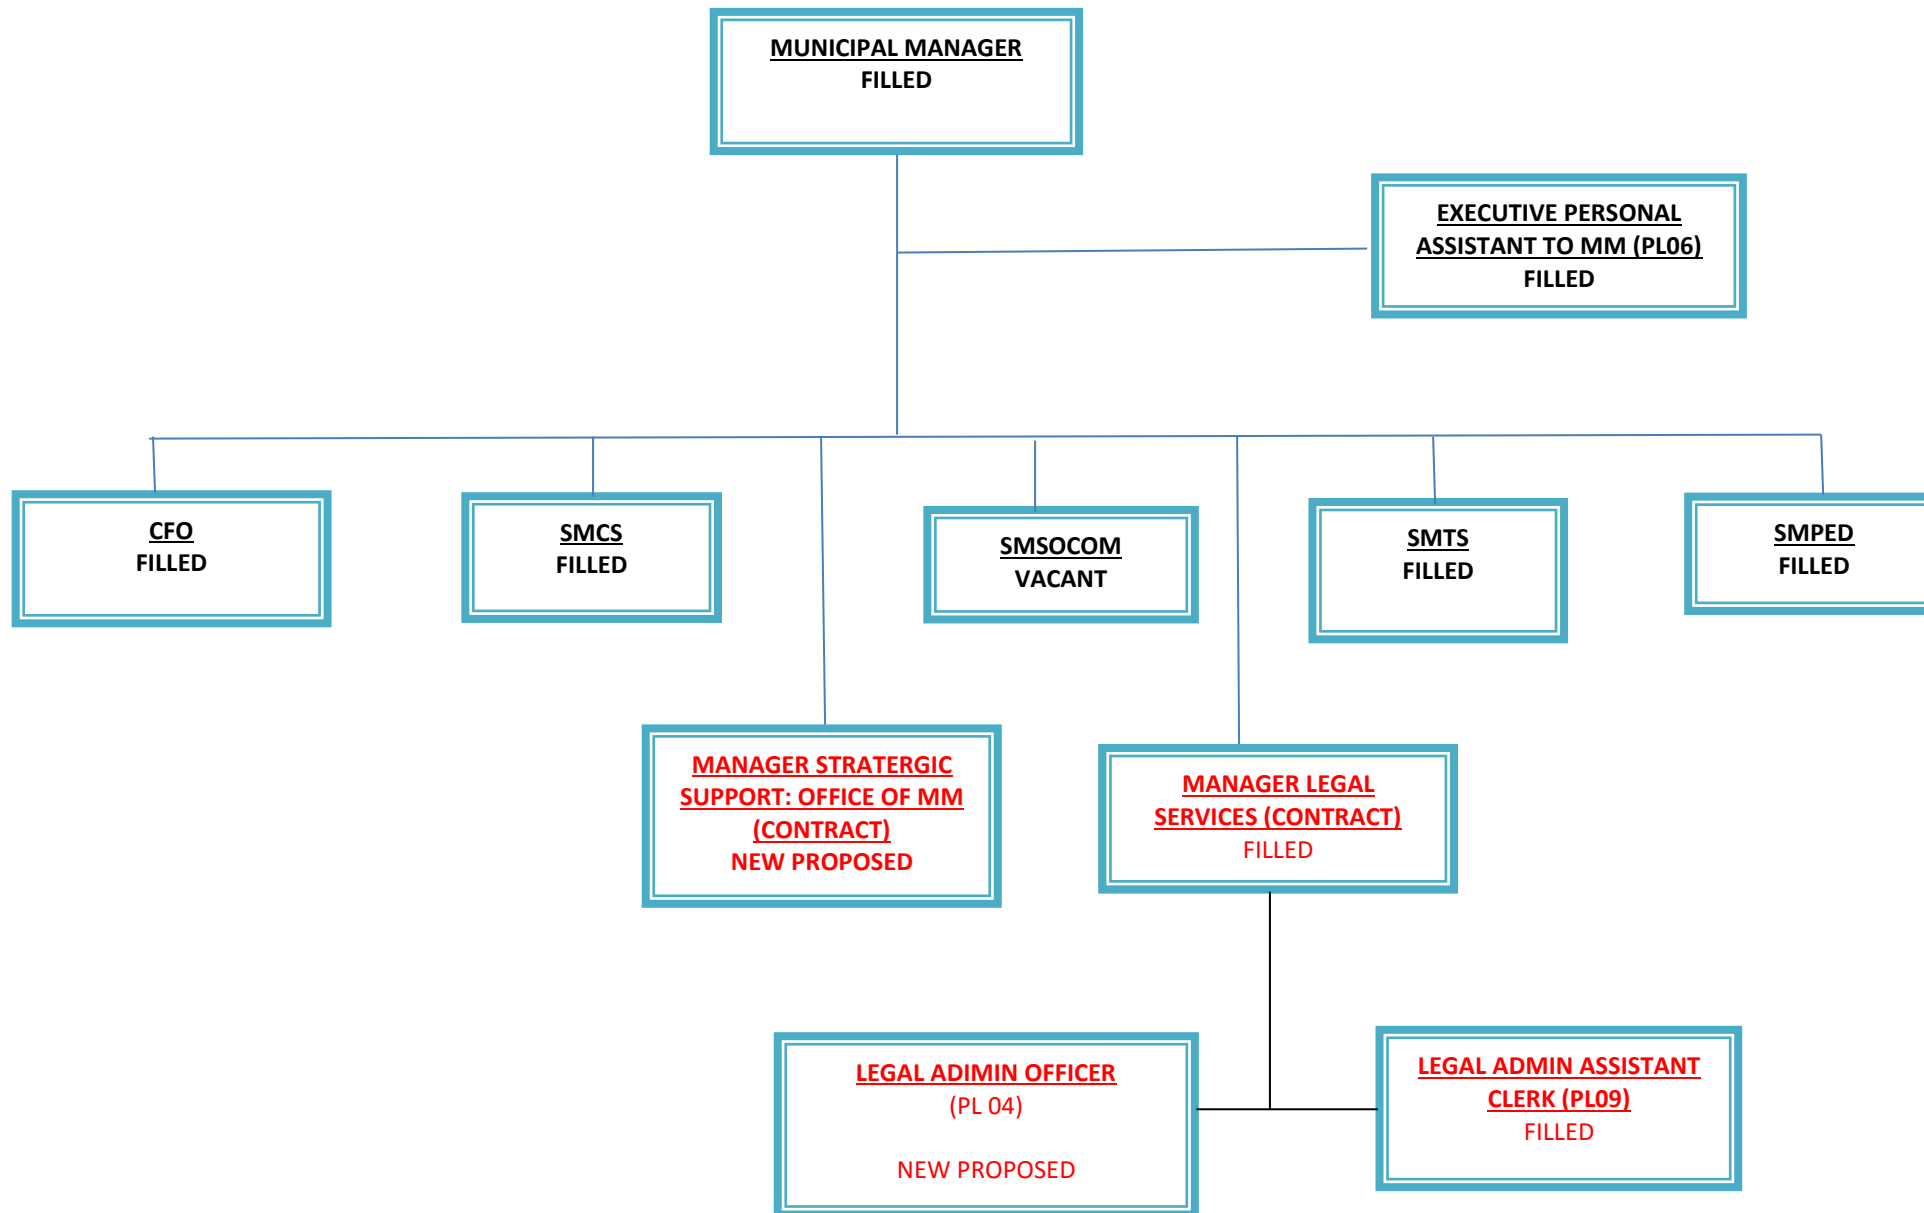 MUNICIPAL MANAGER
FILLED
EXECUTIVE PERSONAL
ASSISTANT TO MM (PL06)
FILLED
CFO
FILLED
SMCS
FILLED
SMSOCOM
VACANT
SMTS
FILLED
SMPED
FILLED
MANAGER STRATERGIC
SUPPORT: OFFICE OF MM
(CONTRACT)
NEW PROPOSED
MANAGER LEGAL
SERVICES (CONTRACT)
FILLED
LEGAL ADIMIN OFFICER
(PL 04)
NEW PROPOSED
LEGAL ADMIN ASSISTANT
CLERK (PL09)
FILLED